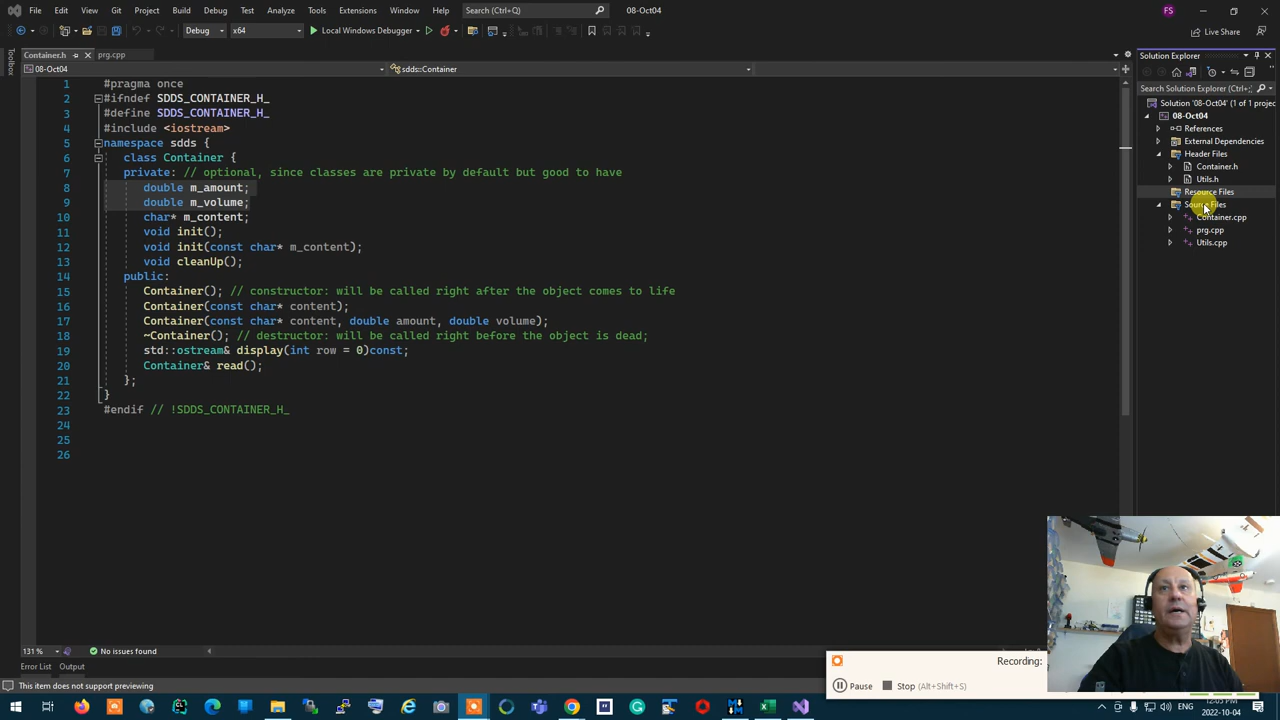 File Edit View Git Project Build Debug Test Analyze Tools Extensions Window Help Search (Ctrl+Q) 08-Oct04 FS
Debug x64 Local Windows Debugger Live Share
Toolbox
Container.h prg.cpp
08-Oct04 sdds::Container
1 #pragma once
2 #ifndef SDDS_CONTAINER_H_
3 #define SDDS_CONTAINER_H_
4 #include <iostream>
5 namespace sdds {
6 class Container {
7 private: // optional, since classes are private by default but good to have
8 double m_amount;
9 double m_volume;
10 char* m_content;
11 void init();
12 void init(const char* m_content);
13 void cleanUp();
14 public:
15 Container(); // constructor: will be called right after the object comes to life
16 Container(const char* content);
17 Container(const char* content, double amount, double volume);
18 ~Container(); // destructor: will be called right before the object is dead;
19 std::ostream& display(int row = 0)const;
20 Container& read();
21 };
22 }
23 #endif // !SDDS_CONTAINER_H_
24
25
26
Solution Explorer
Search Solution Explorer (Ctrl+;
Solution '08-Oct04' (1 of 1 projec
08-Oct04
References
External Dependencies
Header Files
Container.h
Utils.h
Resource Files
Source Files
Container.cpp
prg.cpp
Utils.cpp
131 % No issues found
Error List Output
This item does not support previewing
Recording:
Pause Stop (Alt+Shift+S)
ENG 12:05 PM
2022-10-04